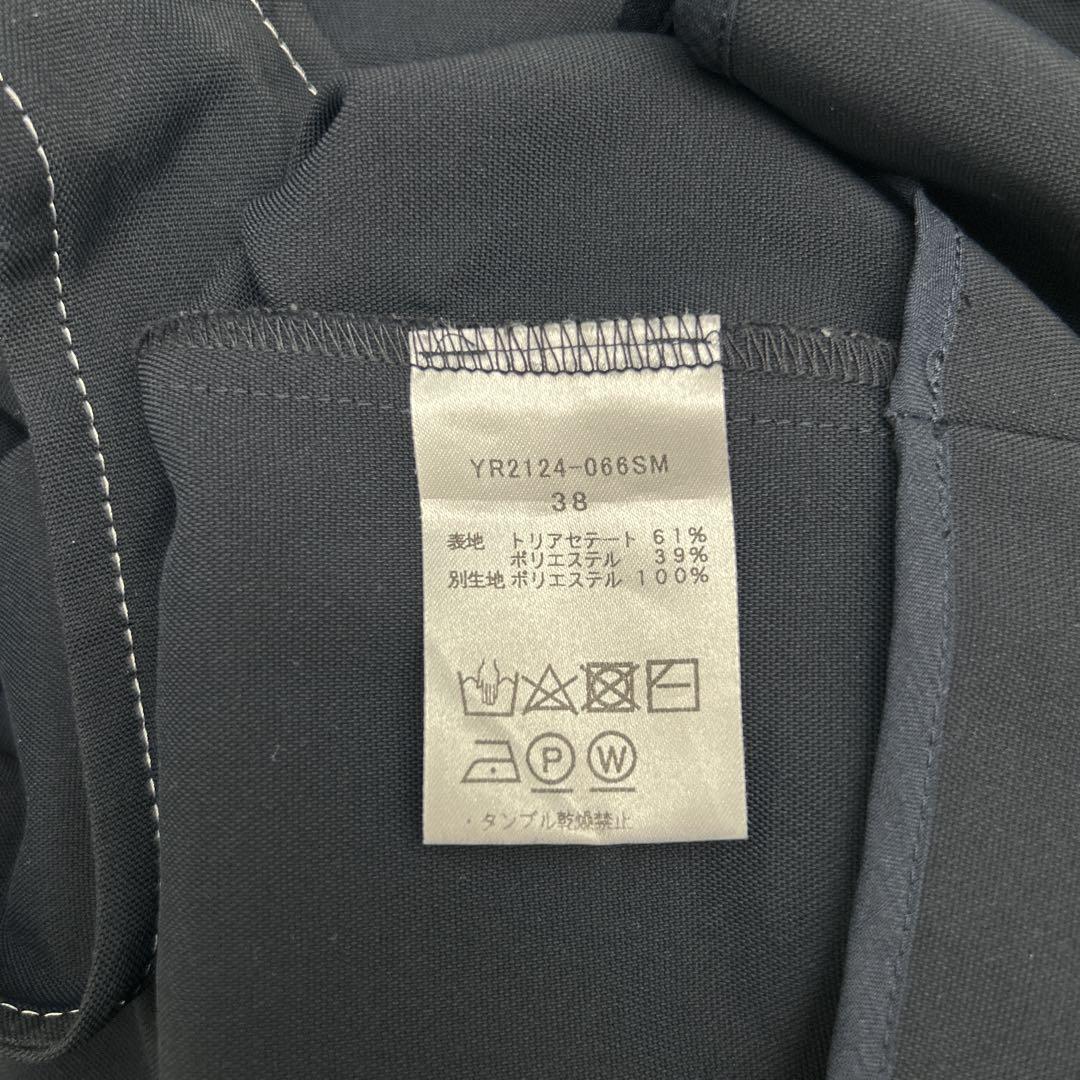 YR2124-066SM
38
表地 トリアセテート 61%
ポリエステル 39%
別生地 ポリエステル 100%
P W
・タンブル乾燥禁止